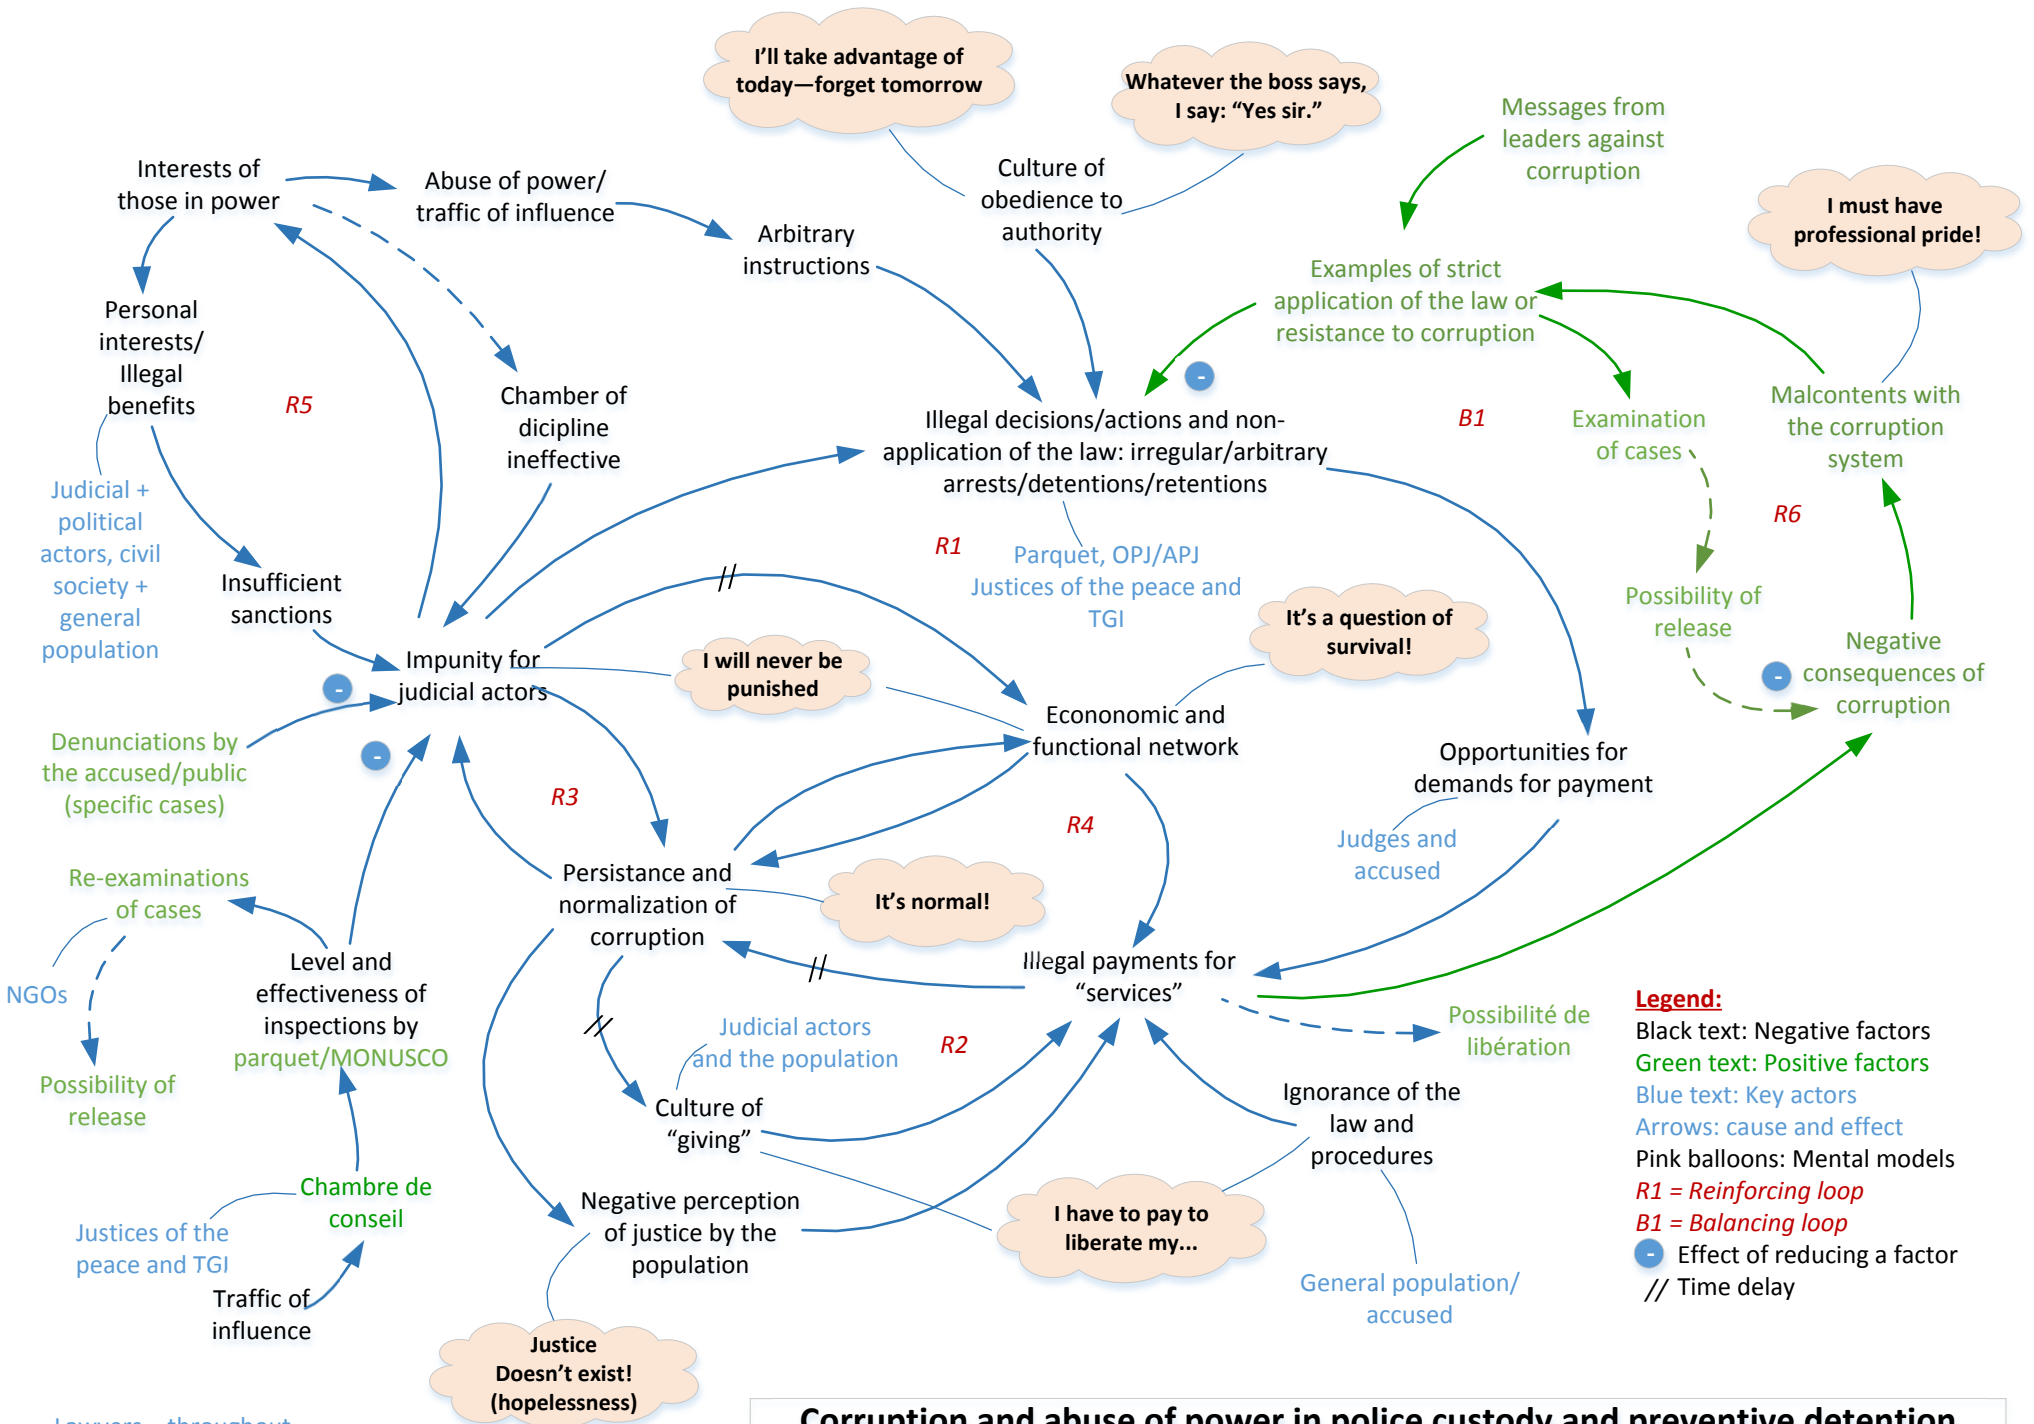 I'll take advantage of
today—forget tomorrow
Whatever the boss says,
I say: “Yes sir.”
Messages from
leaders against
corruption
Interests of
those in power
Abuse of power/
traffic of influence
Culture of
obedience to
authority
I must have
professional pride!
Arbitrary
instructions
Examples of strict
application of the law or
resistance to corruption
Personal
interests/
Illegal
benefits
R5
Chamber of
dicipline
ineffective
-
Illegal decisions/actions and non-
application of the law: irregular/arbitrary
arrests/detentions/retentions
B1
Examination
of cases
Malcontents with
the corruption
system
Judicial +
political
actors, civil
society +
general
population
R6
R1
Parquet, OPJ/APJ
Justices of the peace and
TGI
//
Insufficient
sanctions
Possibility of
release
It's a question of
survival!
Impunity for
judicial actors
I will never be
punished
Negative
consequences of
corruption
-
-
Econonomic and
functional network
Denunciations by
the accused/public
(specific cases)
-
Opportunities for
demands for payment
R3
R4
Judges and
accused
Re-examinations
of cases
Persistance and
normalization of
corruption
It's normal!
NGOs
Level and
effectiveness of
inspections by
parquet/MONUSCO
//
Illegal payments for
“services”
//
Judicial actors
and the population
R2
Possibilité de
libération
Possibility of
release
Culture of
“giving”
Ignorance of the
law and
procedures
Chambre de
conseil
Justices of the
peace and TGI
Negative perception
of justice by the
population
I have to pay to
liberate my...
Traffic of
influence
General population/
accused
Justice
Doesn't exist!
(hopelessness)
Legend:
Black text: Negative factors
Green text: Positive factors
Blue text: Key actors
Arrows: cause and effect
Pink balloons: Mental models
R1 = Reinforcing loop
B1 = Balancing loop
- Effect of reducing a factor
// Time delay
Lawyers – throughout
Corruption and abuse of power in police custody and preventive detention